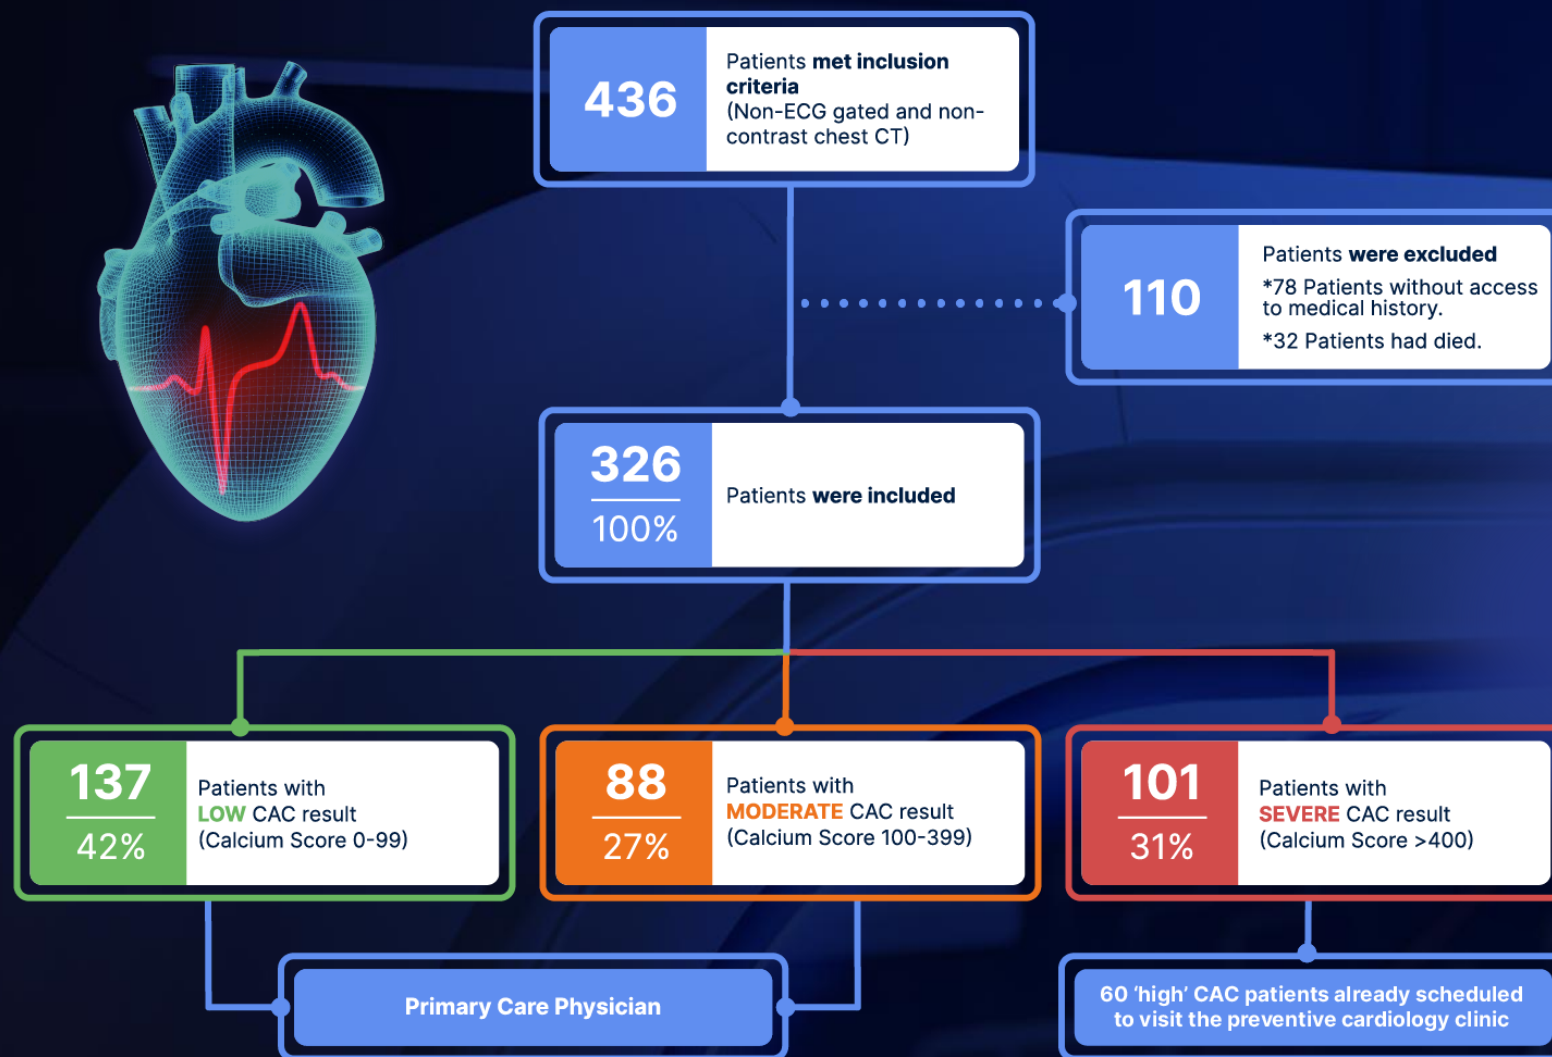 436
Patients met inclusion
criteria
(Non-ECG gated and non-
contrast chest CT)
110
Patients were excluded
*78 Patients without access
to medical history.
*32 Patients had died.
326
100%
Patients were included
137
42%
Patients with
LOW CAC result
(Calcium Score 0-99)
88
27%
Patients with
MODERATE CAC result
(Calcium Score 100-399)
101
31%
Patients with
SEVERE CAC result
(Calcium Score >400)
Primary Care Physician
60 ‘high’ CAC patients already scheduled
to visit the preventive cardiology clinic